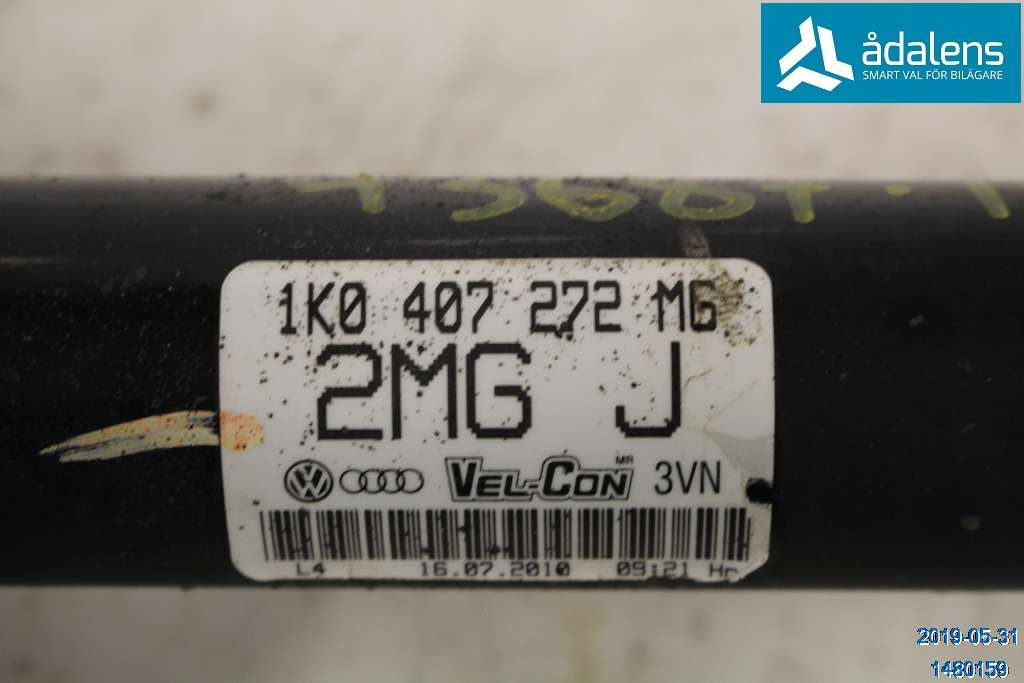 ådalens
SMART VAL FÖR BILÄGARE
1K0 407 272 MG
2MG J
VEL-CON MR 3VN
L4 16.07.2010 09:21 Hr
2019-05-31
1480159